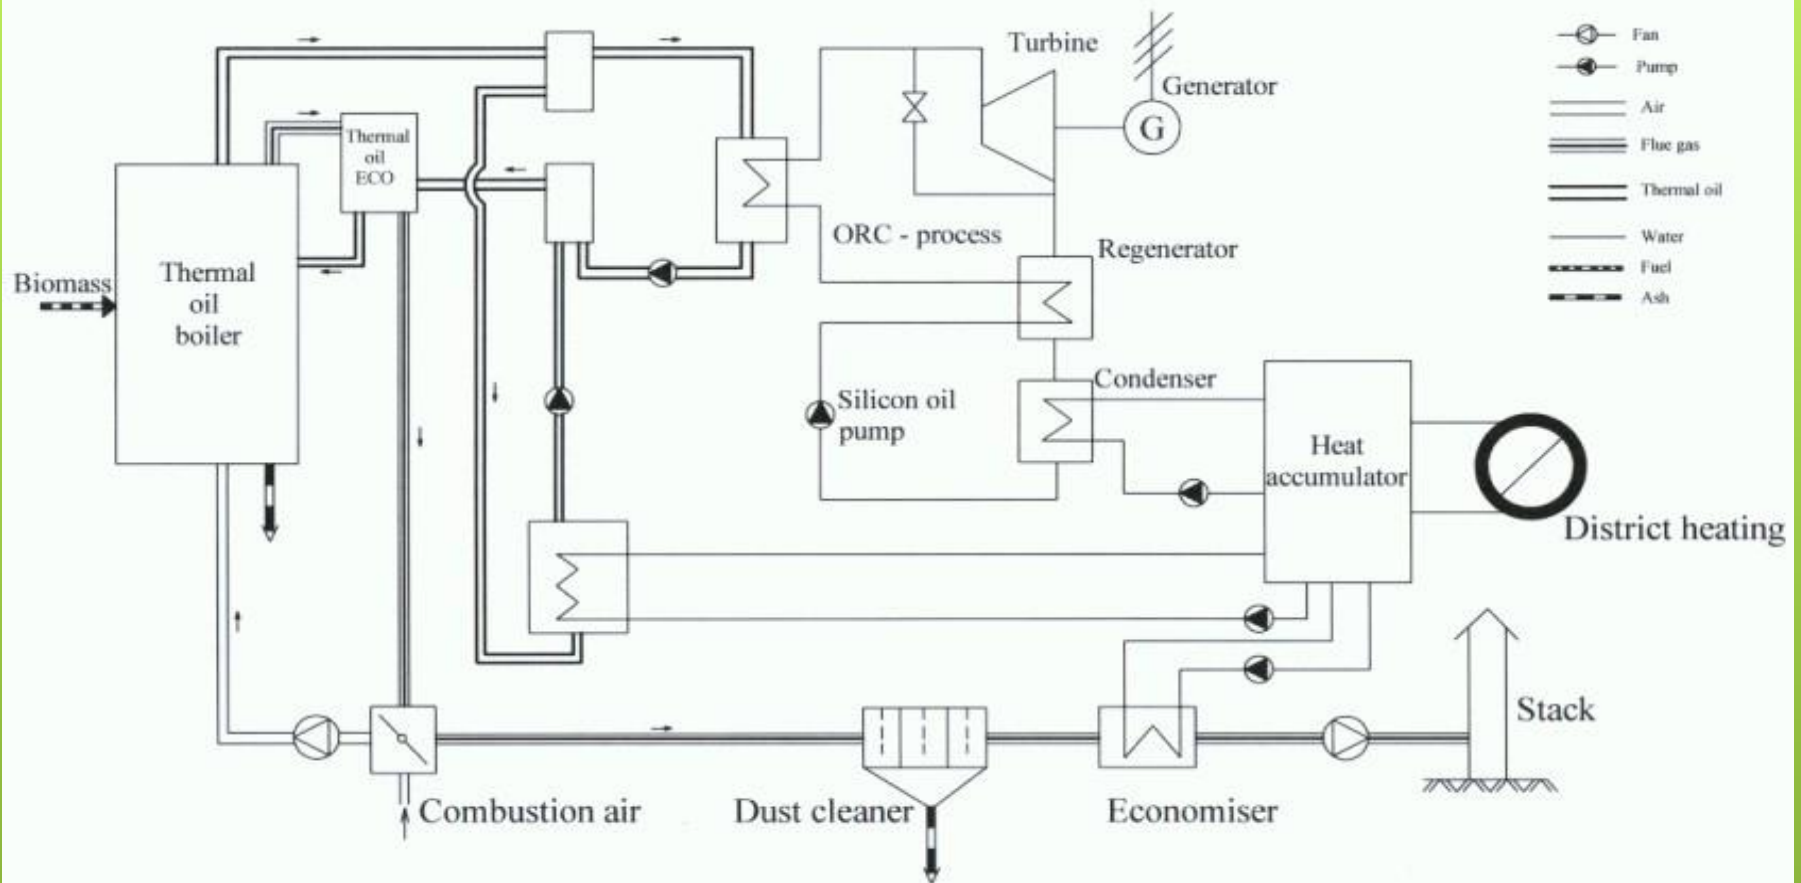 Turbine
Generator
G
Fan
Pump
Air
Flue gas
Thermal oil
Water
Fuel
Ash
Thermal
oil
ECO
Biomass
Thermal
oil
boiler
ORC - process
Regenerator
Condenser
Silicon oil
pump
Heat
accumulator
District heating
Stack
Combustion air
Dust cleaner
Economiser